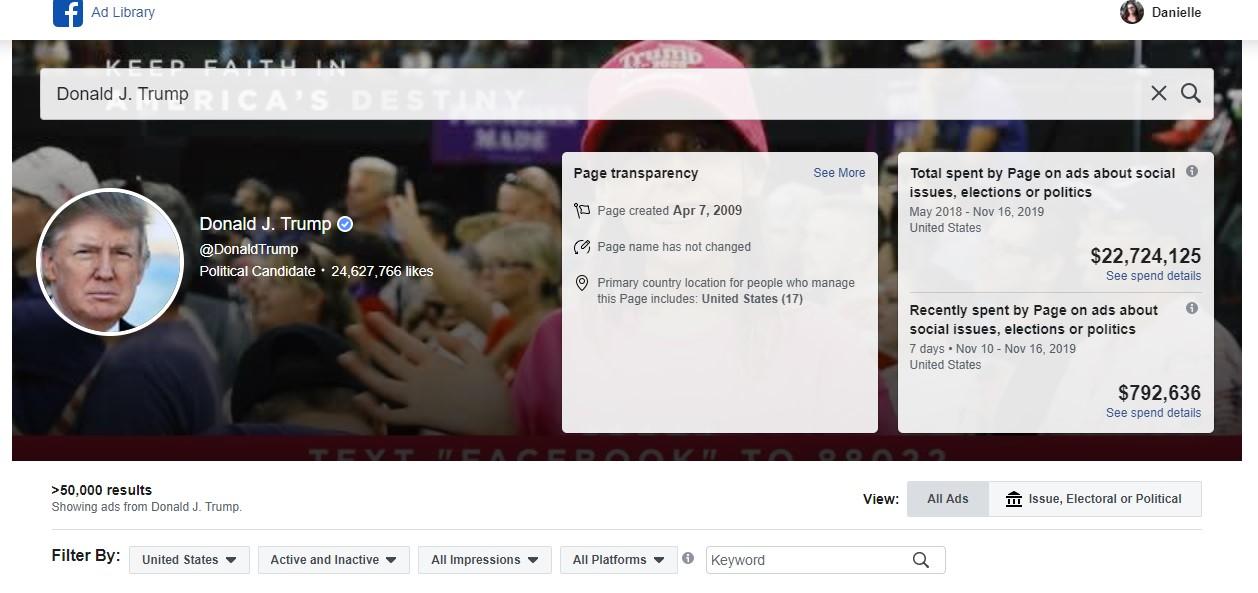 Ad Library
Danielle
KEEP FAITH IN
Donald J. Trump
AMERICA'S DESTINY
Trump
MADE
Page transparency
See More
Page created Apr 7, 2009
Page name has not changed
Primary country location for people who manage
this Page includes: United States (17)
Total spent by Page on ads about social
issues, elections or politics
May 2018 - Nov 16, 2019
United States
$22,724,125
See spend details
Recently spent by Page on ads about
social issues, elections or politics
7 days • Nov 10 - Nov 16, 2019
United States
$792,636
See spend details
Donald J. Trump
@DonaldTrump
Political Candidate • 24,627,766 likes
TEXT "FACEBOOK" TO 88022
>50,000 results
Showing ads from Donald J. Trump.
View:
All Ads
Issue, Electoral or Political
Filter By:
United States
Active and Inactive
All Impressions
All Platforms
Keyword